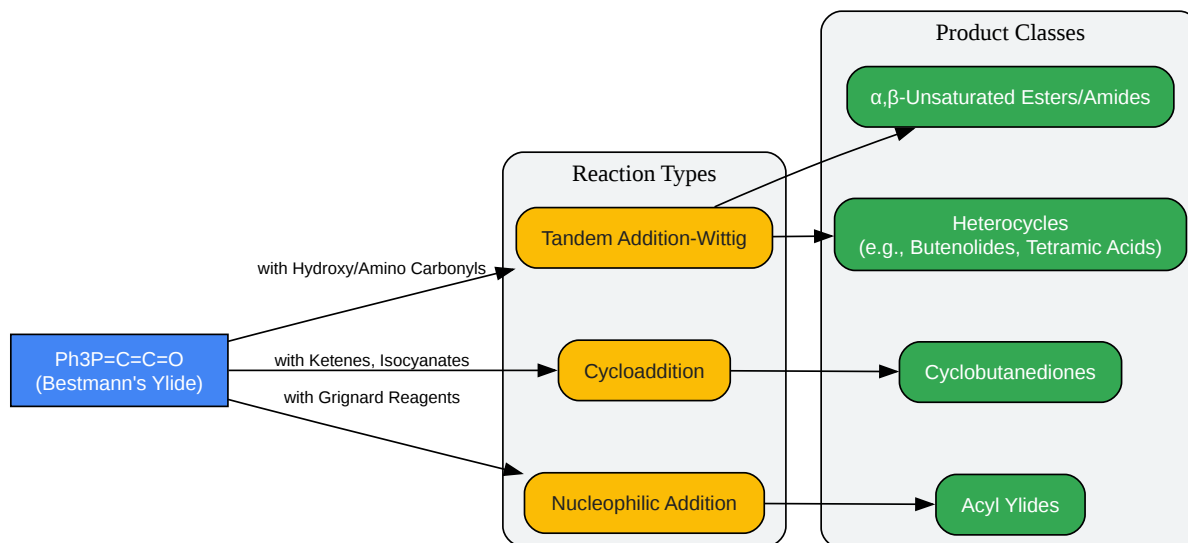 Product Classes
α,β-Unsaturated Esters/Amides
Reaction Types
Tandem Addition-Wittig
Heterocycles
(e.g., Butenolides, Tetramic Acids)
with Hydroxy/Amino Carbonyls
Ph3P=C=C=O
(Bestmann's Ylide)
with Ketenes, Isocyanates
Cycloaddition
Cyclobutanediones
with Grignard Reagents
Nucleophilic Addition
Acyl Ylides